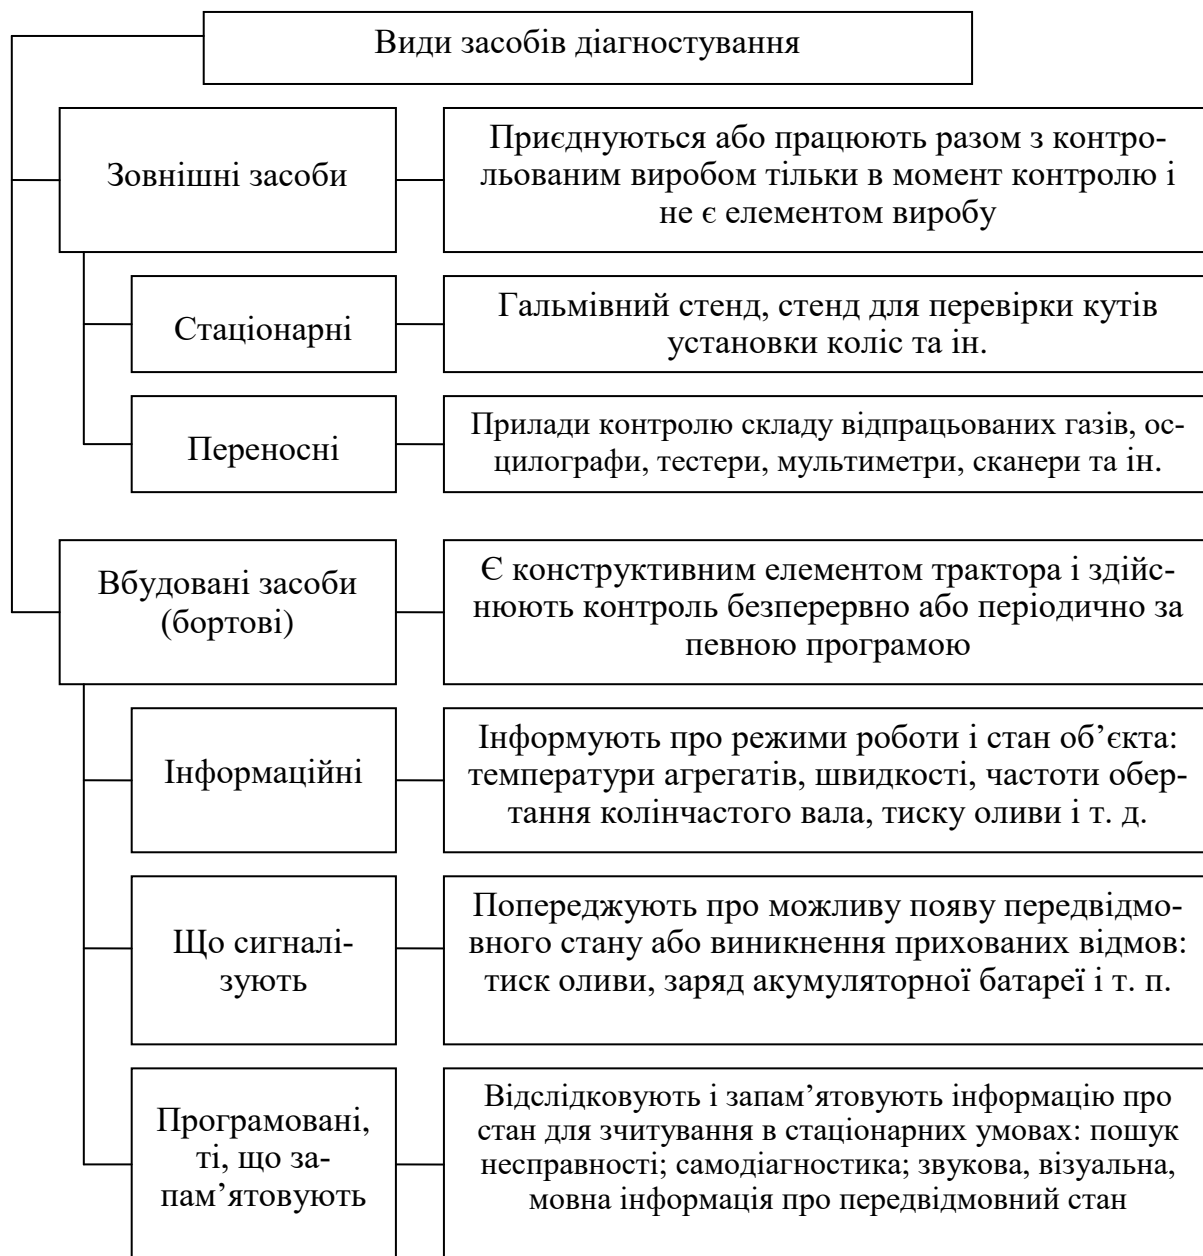 Види засобів діагностування
Зовнішні засоби
Приєднуються або працюють разом з контро-
льованим виробом тільки в момент контролю і
не є елементом виробу
Стаціонарні
Гальмівний стенд, стенд для перевірки кутів
установки коліс та ін.
Переносні
Прилади контролю складу відпрацьованих газів, ос-
цилографи, тестери, мультиметри, сканери та ін.
Вбудовані засоби
(бортові)
Є конструктивним елементом трактора і здійс-
нюють контроль безперервно або періодично за
певною програмою
Інформаційні
Інформують про режими роботи і стан об’єкта:
температури агрегатів, швидкості, частоти обер-
тання колінчастого вала, тиску оливи і т. д.
Що сигналі-
зують
Попереджують про можливу появу передвідмо-
вного стану або виникнення прихованих відмов:
тиск оливи, заряд акумуляторної батареї і т. п.
Програмовані,
ті, що за-
пам’ятовують
Відслідковують і запам’ятовують інформацію про
стан для зчитування в стаціонарних умовах: пошук
несправності; самодіагностика; звукова, візуальна,
мовна інформація про передвідмовний стан